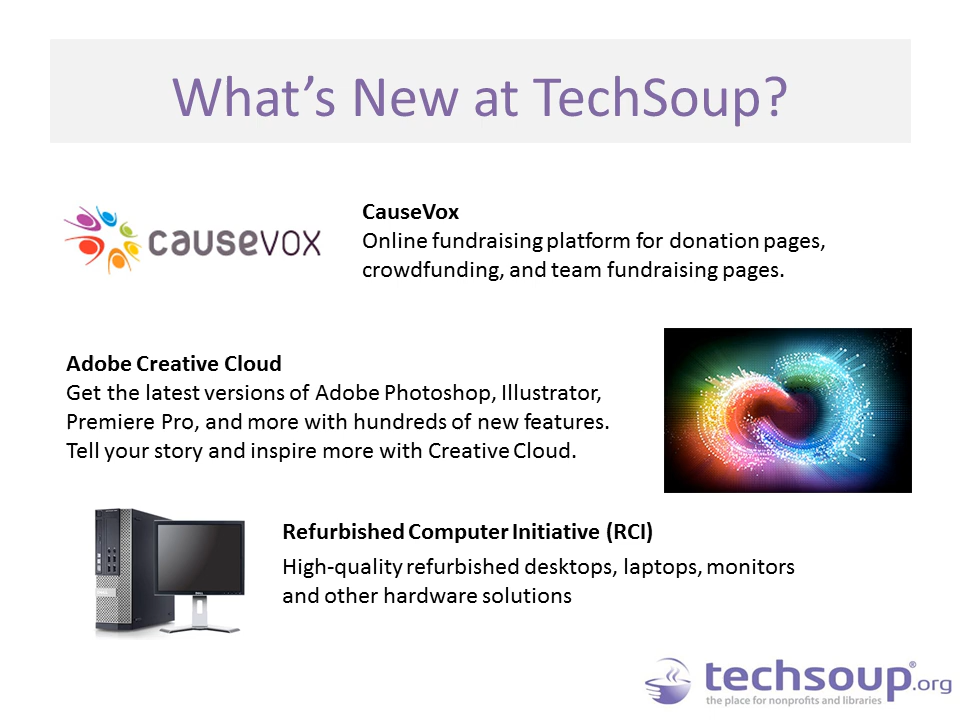 What’s New at TechSoup?
causevox
CauseVox
Online fundraising platform for donation pages,
crowdfunding, and team fundraising pages.
Adobe Creative Cloud
Get the latest versions of Adobe Photoshop, Illustrator,
Premiere Pro, and more with hundreds of new features.
Tell your story and inspire more with Creative Cloud.
Refurbished Computer Initiative (RCI)
High-quality refurbished desktops, laptops, monitors
and other hardware solutions
techsoup®.org
the place for nonprofits and libraries